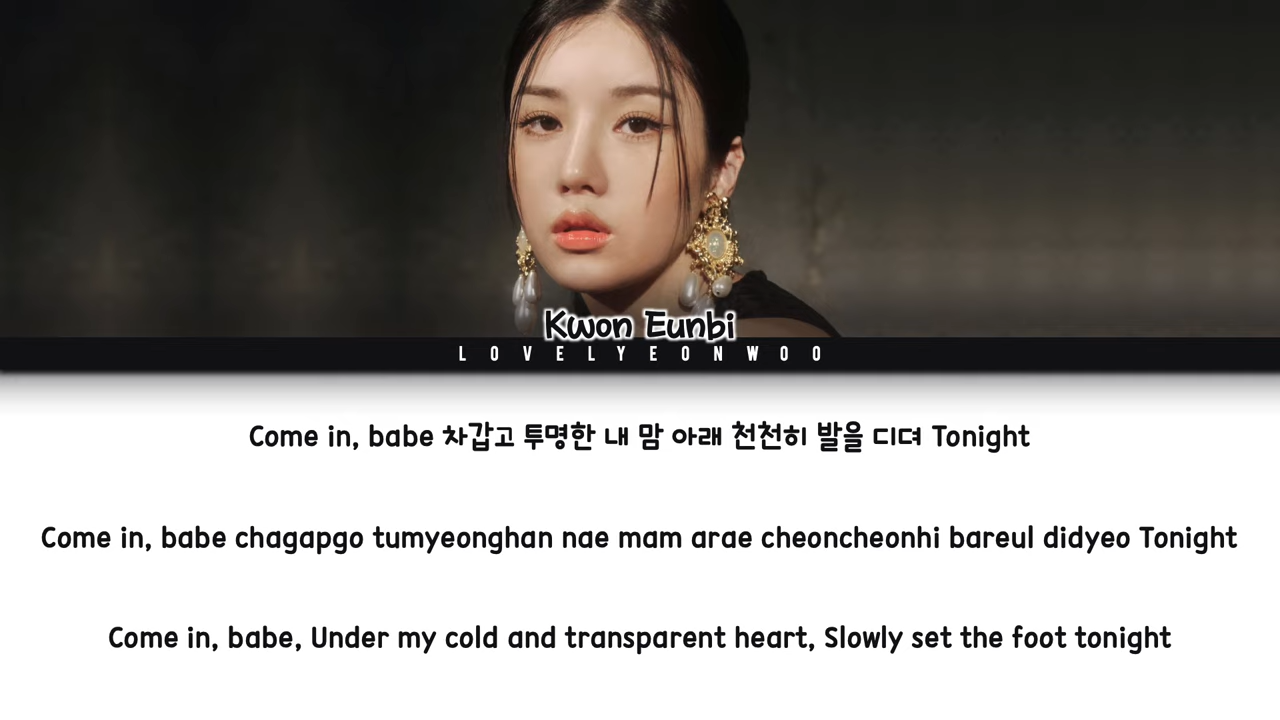 Kwon Eunbi
LOVELYEONWOO
Come in, babe 차갑고 투명한 내 맘 아래 천천히 발을 디뎌 Tonight
Come in, babe chagapgo tumyeonghan nae mam arae cheoncheonhi bareul didyeo Tonight
Come in, babe, Under my cold and transparent heart, Slowly set the foot tonight